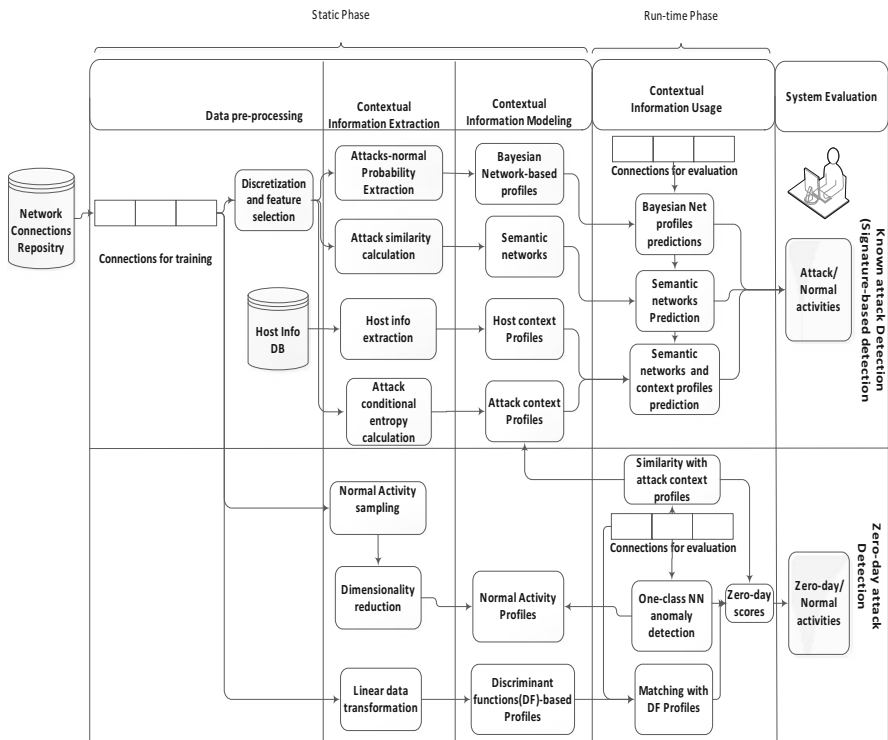 Static Phase
Run-time Phase
Data pre-processing
Contextual
Information Extraction
Contextual
Information Modeling
Contextual
Information Usage
System Evaluation
Network
Connections
Repositry
Connections for training
Discretization
and feature
selection
Attacks-normal
Probability
Extraction
Bayesian
Network-based
profiles
Connections for evaluation
Bayesian Net
profiles
predictions
Attack similarity
calculation
Semantic
networks
Semantic
networks
Prediction
Attack/
Normal
activities
Known attack Detection
(Signature-based detection)
Host Info
DB
Host info
extraction
Host context
Profiles
Semantic
networks and
context profiles
prediction
Attack
conditional
entropy
calculation
Attack context
Profiles
Similarity with
attack context
profiles
Normal Activity
sampling
Connections for evaluation
Dimensionality
reduction
Normal Activity
Profiles
One-class NN
anomaly
detection
Zero-day
scores
Zero-day/
Normal
activities
Zero-day attack
Detection
Linear data
transformation
Discriminant
functions(DF)-based
Profiles
Matching with
DF Profiles